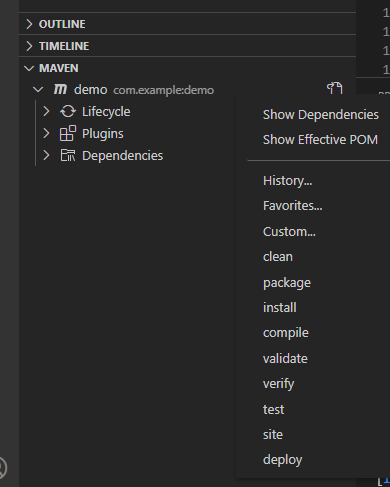 OUTLINE
TIMELINE
MAVEN
demo com.example:demo
Lifecycle
Plugins
Dependencies
Show Dependencies
Show Effective POM
History...
Favorites...
Custom...
clean
package
install
compile
validate
verify
test
site
deploy